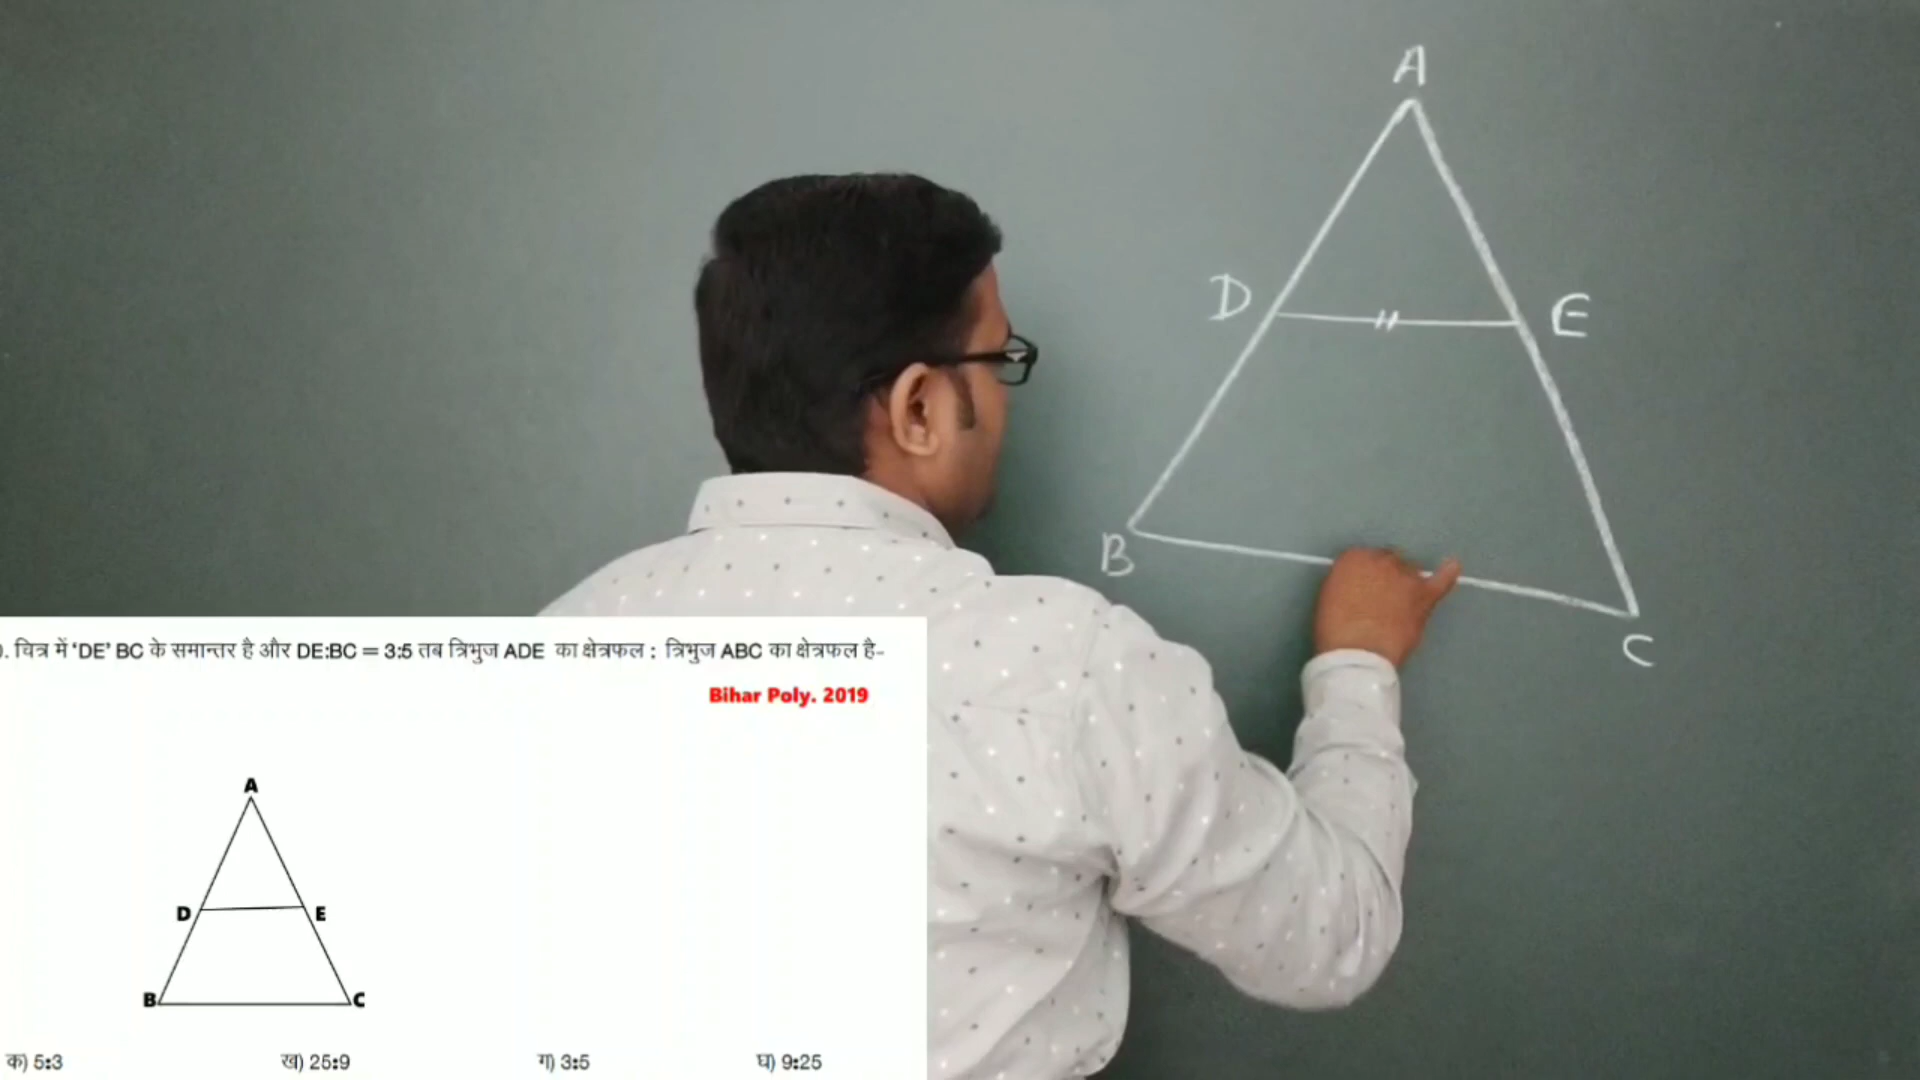 A
D
E
B
C
. चित्र में 'DE' BC के समान्तर है और DE:BC = 3:5 तब त्रिभुज ADE का क्षेत्रफल : त्रिभुज ABC का क्षेत्रफल है-
Bihar Poly. 2019
A
D
E
B
C
क) 5:3
ख) 25:9
ग) 3:5
घ) 9:25